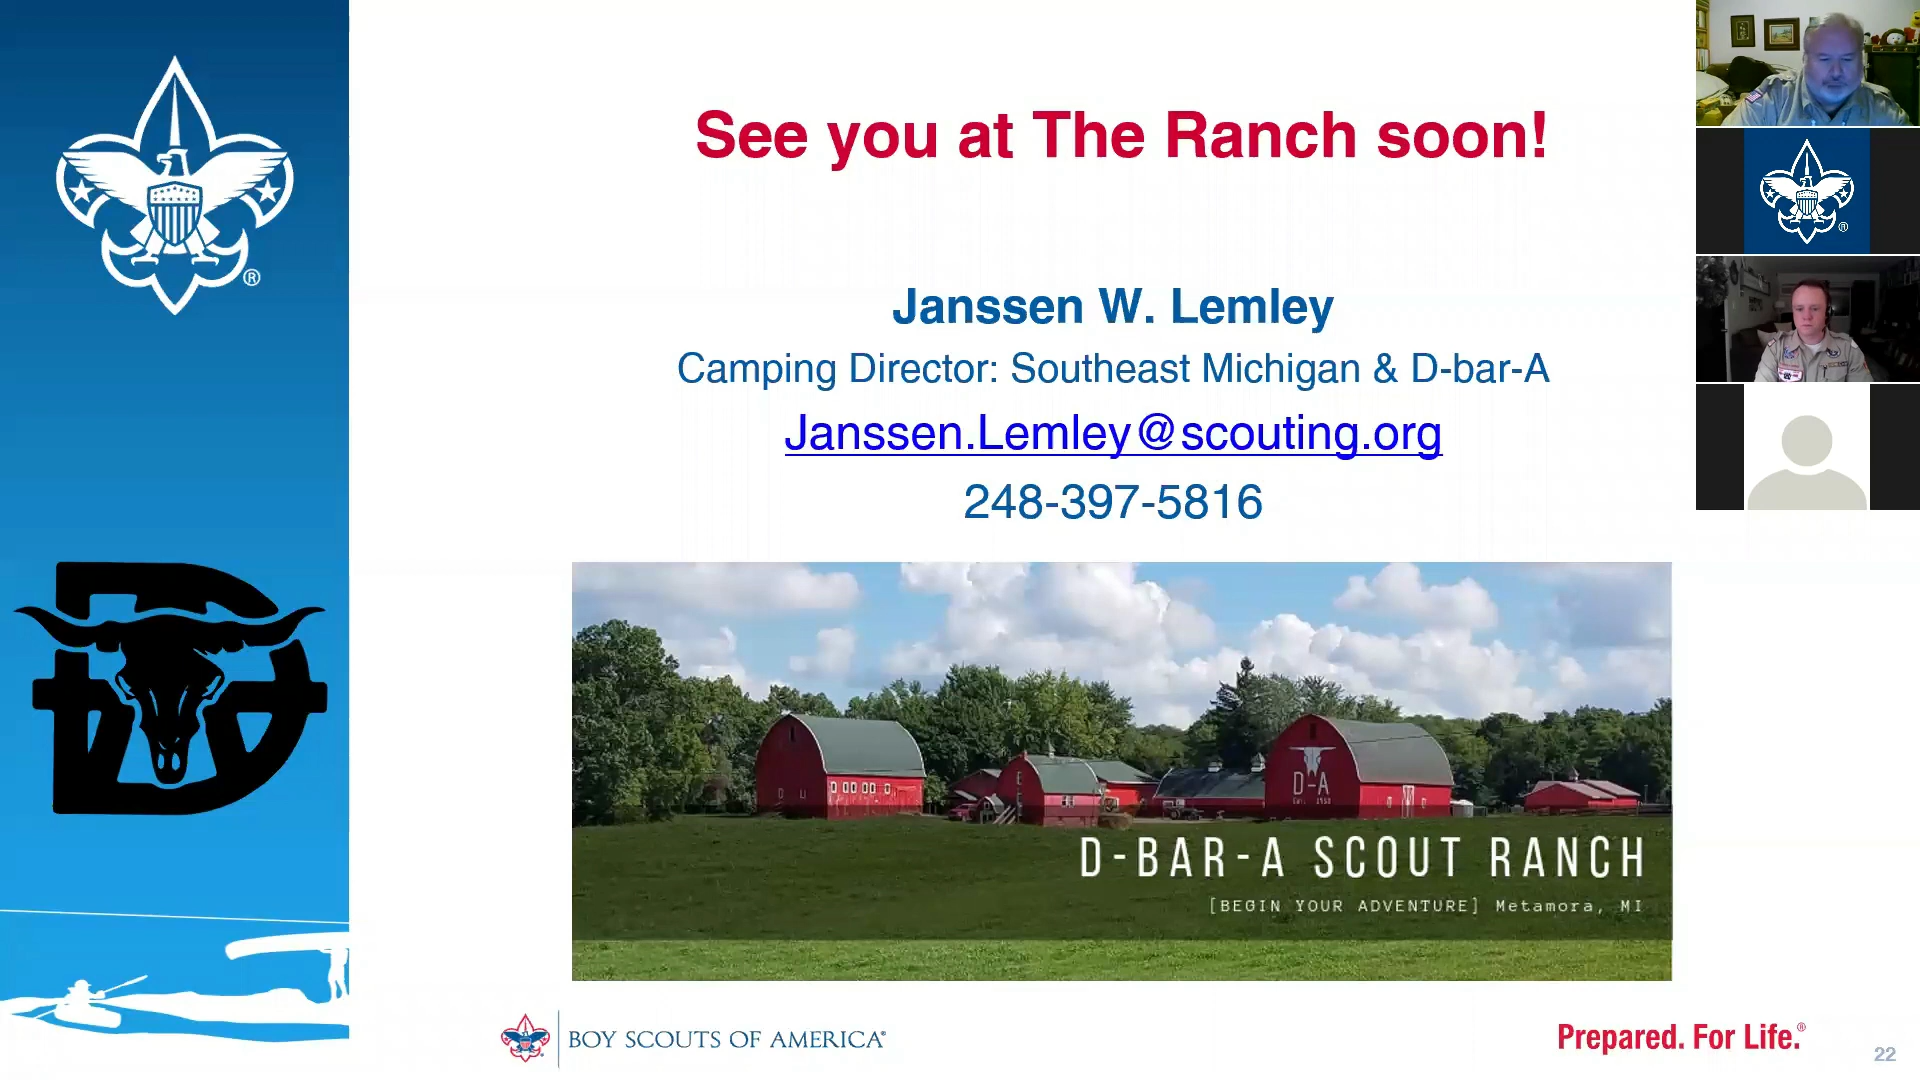 See you at The Ranch soon!
Janssen W. Lemley
Camping Director: Southeast Michigan & D-bar-A
Janssen.Lemley@scouting.org
248-397-5816
D-A
D-BAR-A SCOUT RANCH
[BEGIN YOUR ADVENTURE] Metamora, MI
BOY SCOUTS OF AMERICA®
Prepared. For Life.®
22